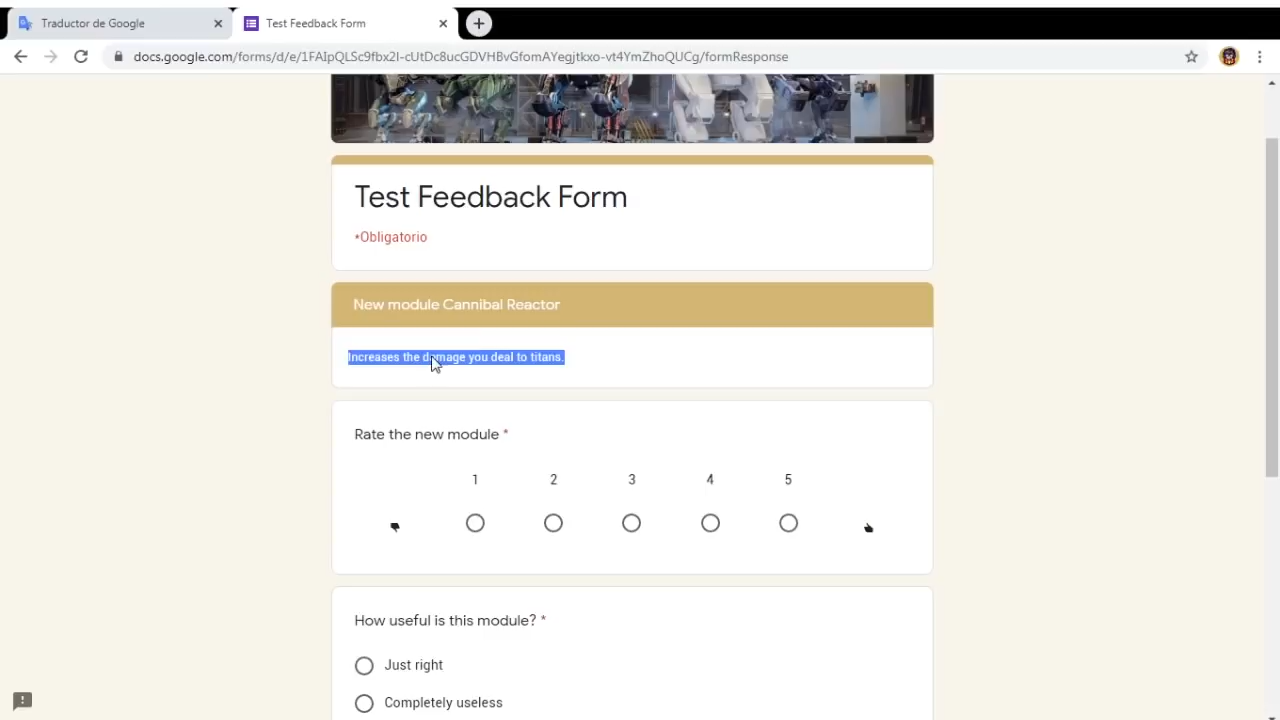 Traductor de Google
Test Feedback Form
docs.google.com/forms/d/e/1FAIpQLSc9fbx2I-cUtDc8ucGDVHBvGfomAYegjtkxo-vt4YmZhoQUCg/formResponse
Test Feedback Form
*Obligatorio
New module Cannibal Reactor
Increases the damage you deal to titans.
Rate the new module *
1 2 3 4 5
How useful is this module? *
Just right
Completely useless